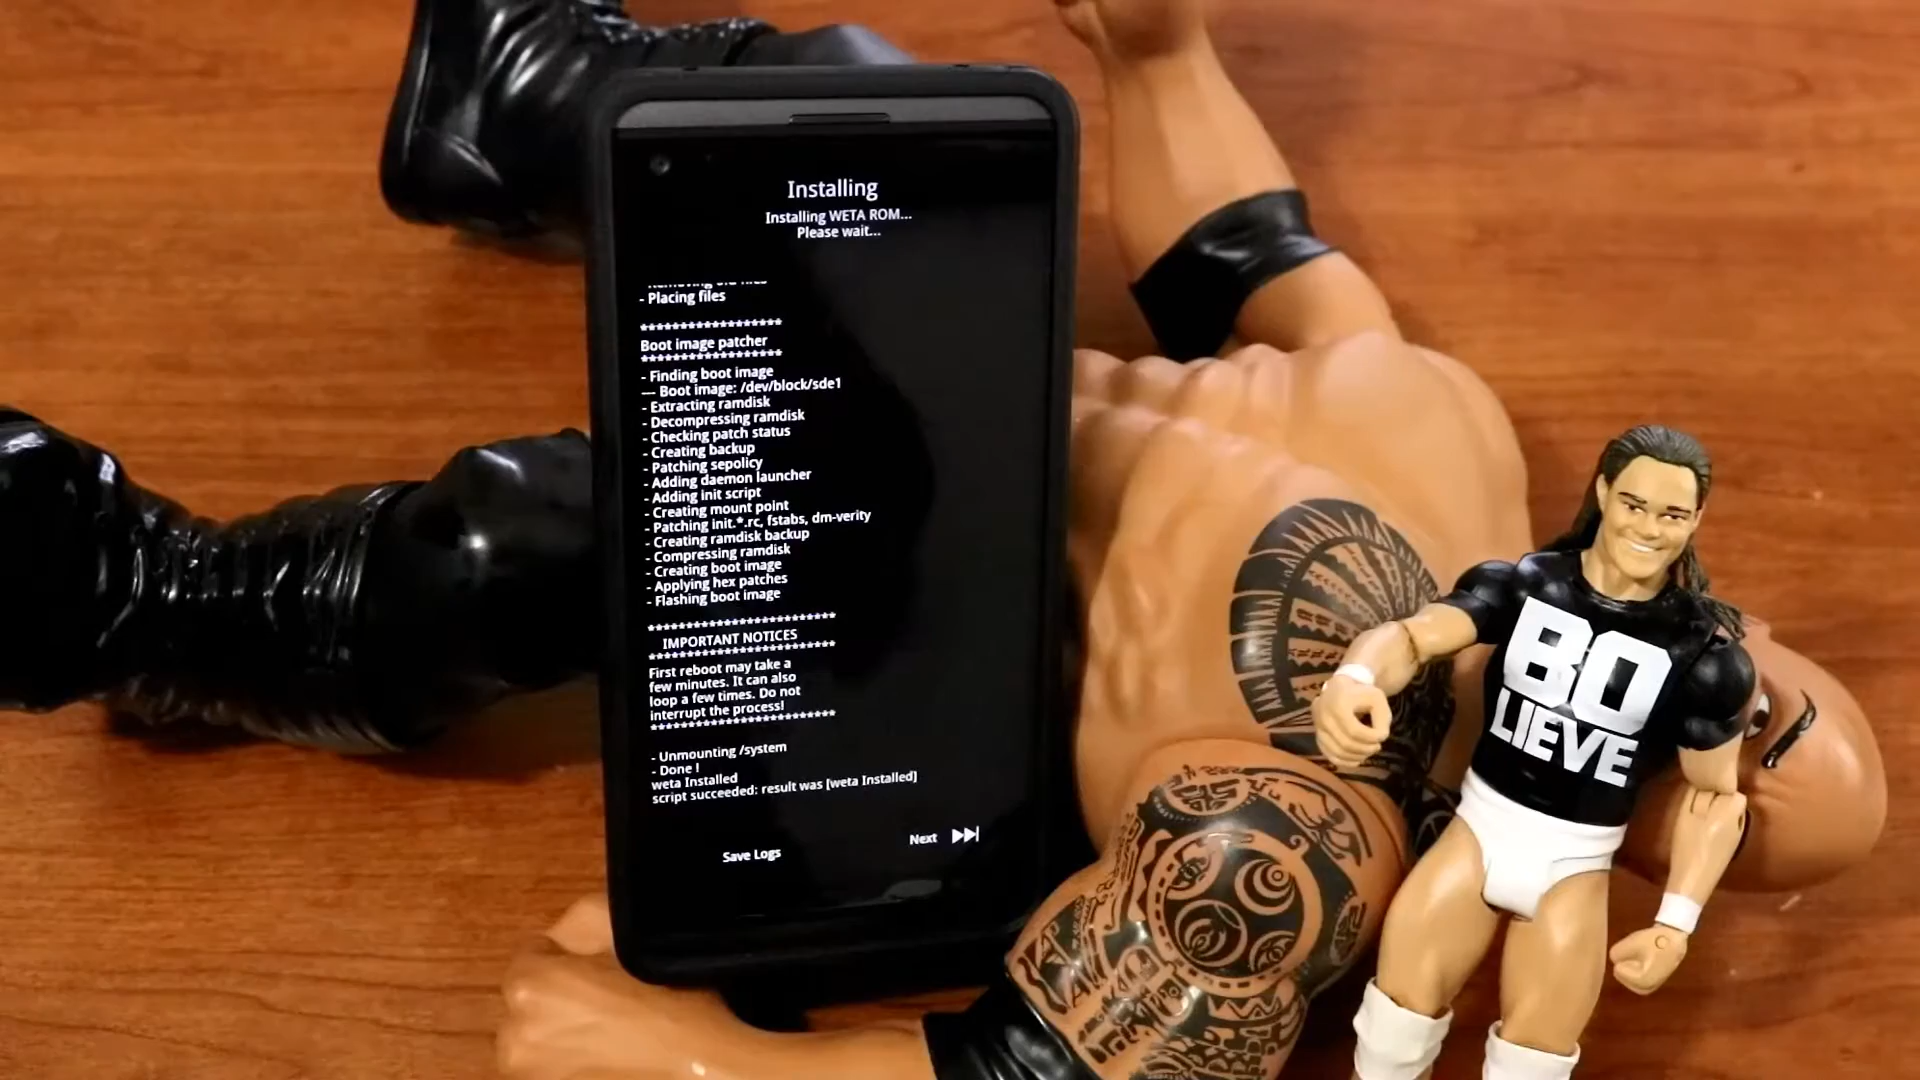 Installing
Installing WETA ROM...
Please wait...
- Removing old files
- Placing files
******************
Boot image patcher
******************
- Finding boot image
--- Boot image: /dev/block/sde1
- Extracting ramdisk
- Decompressing ramdisk
- Checking patch status
- Creating backup
- Patching sepolicy
- Adding daemon launcher
- Adding init script
- Creating mount point
- Patching init.*.rc, fstabs, dm-verity
- Creating ramdisk backup
- Compressing ramdisk
- Creating boot image
- Applying hex patches
- Flashing boot image
************************
IMPORTANT NOTICES
************************
First reboot may take a
few minutes. It can also
loop a few times. Do not
interrupt the process!
************************
- Unmounting /system
- Done !
weta Installed
script succeeded: result was [weta Installed]
Next
Save Logs
BO
LIEVE